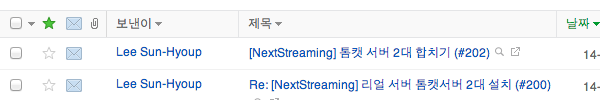 보낸이 제목 날짜
Lee Sun-Hyoup [NextStreaming] 톰캣 서버 2대 합치기 (#202) 14-
Lee Sun-Hyoup Re: [NextStreaming] 리얼 서버 톰캣서버 2대 설치 (#200) 14-